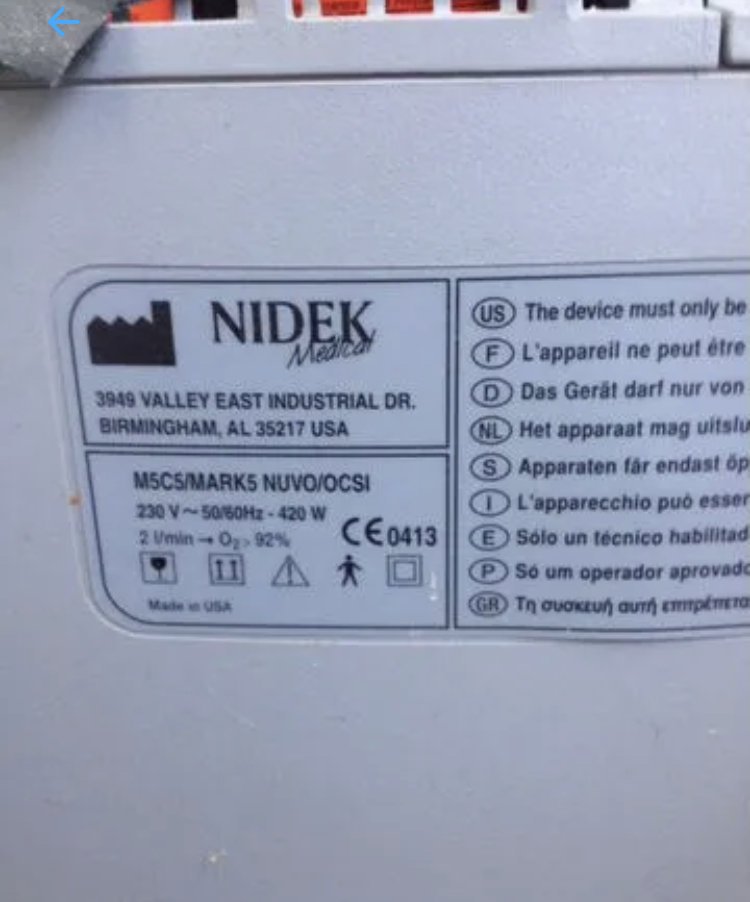 NIDEK
Medical
3949 VALLEY EAST INDUSTRIAL DR.
BIRMINGHAM, AL 35217 USA
M5C5/MARK5 NUVO/OCSI
230 V ~ 50/60Hz - 420 W
2 l/min → O₂ > 92%
CE 0413
Made in USA
US The device must only be
F L'appareil ne peut être
D Das Gerät darf nur von
NL Het apparaat mag uitslu
S Apparaten får endast öp
I L'apparecchio può esser
E Sólo un técnico habilitad
P Só um operador aprovado
GR Τη συσκευή αυτή επιτρέπετα